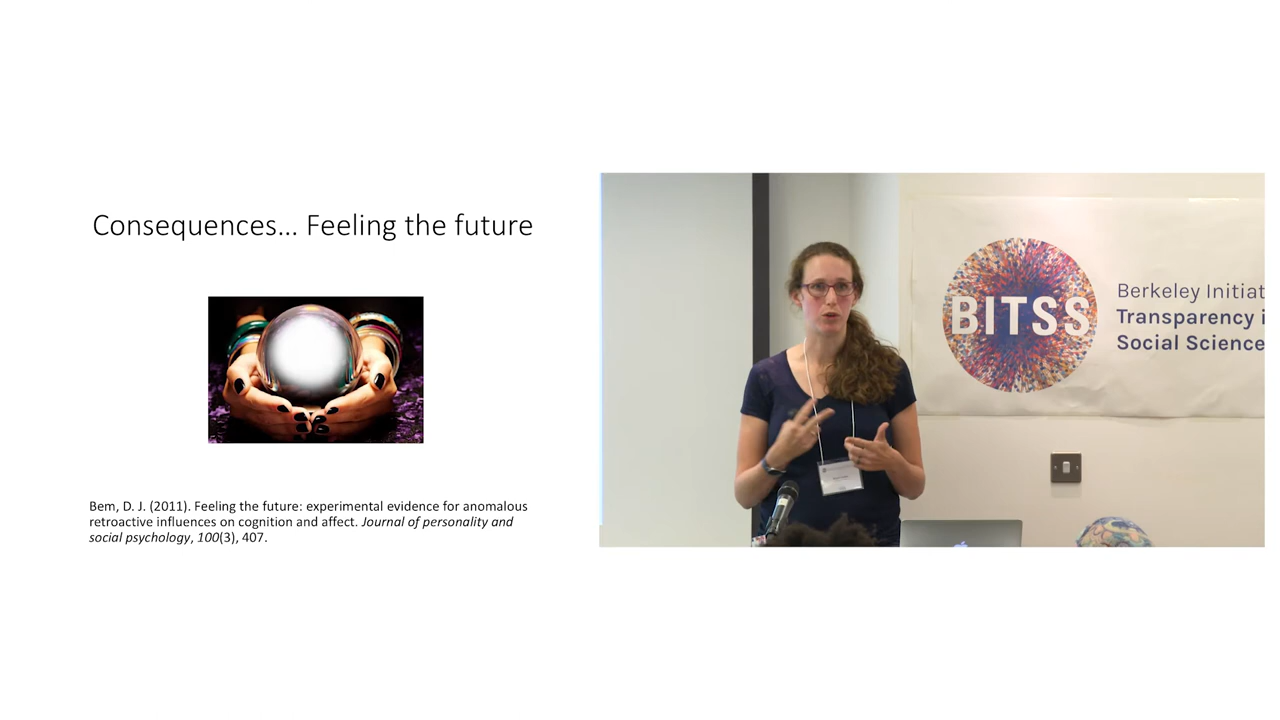 Consequences... Feeling the future
Bem, D. J. (2011). Feeling the future: experimental evidence for anomalous
retroactive influences on cognition and affect. Journal of personality and
social psychology, 100(3), 407.
BITSS
Berkeley Initiat
Transparency i
Social Science